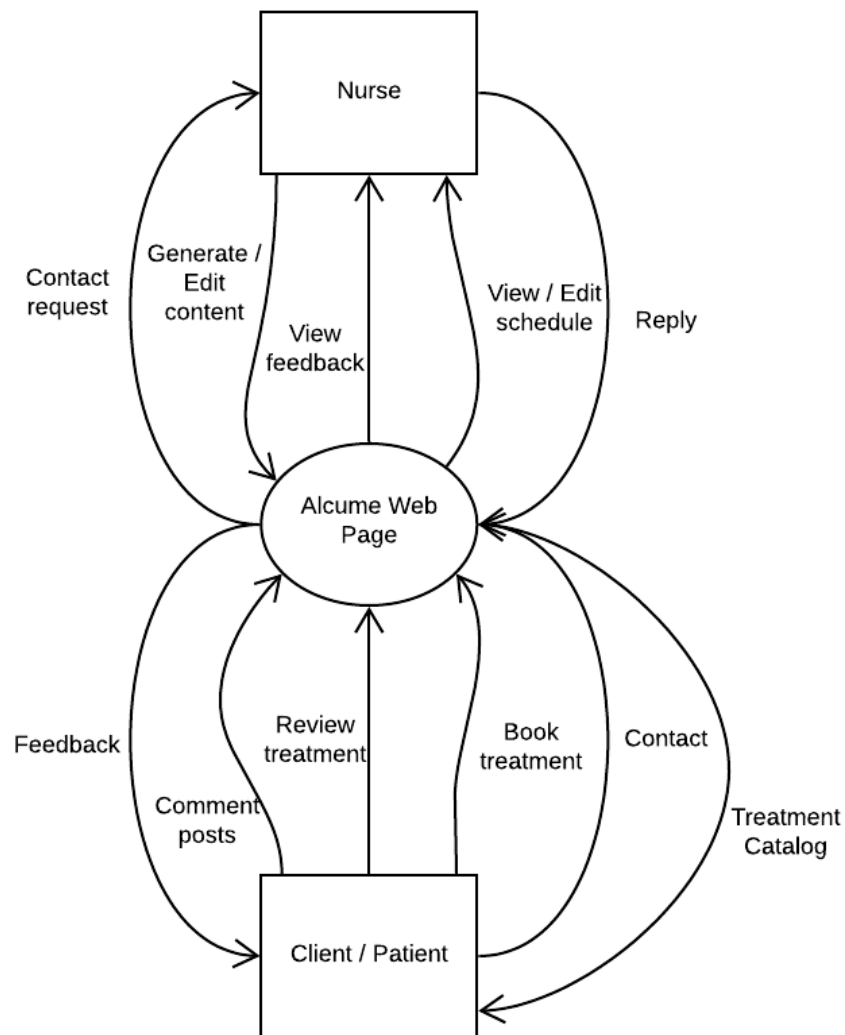 Nurse
Contact
request
Generate /
Edit
content
View
feedback
View / Edit
schedule
Reply
Alcume Web
Page
Feedback
Comment
posts
Review
treatment
Book
treatment
Contact
Treatment
Catalog
Client / Patient